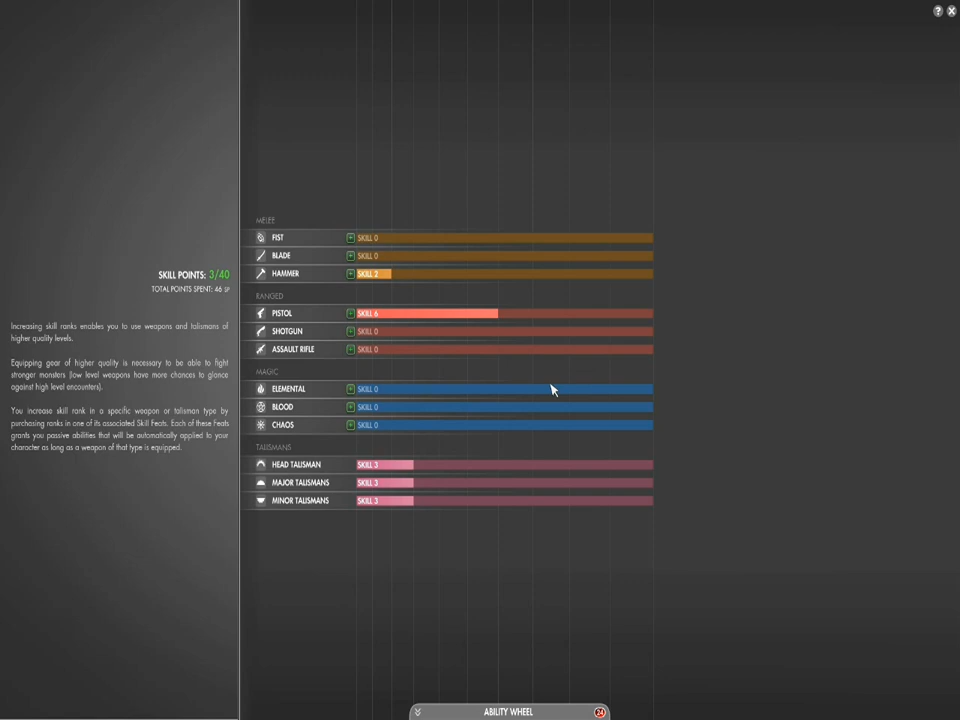 ?
SKILL POINTS: 3/40
TOTAL POINTS SPENT: 46 SP
Increasing skill ranks enables you to use weapons and talismans of
higher quality levels.
Equipping gear of higher quality is necessary to be able to fight
stronger monsters (low level weapons have more chances to glance
against high level encounters).
You increase skill rank in a specific weapon or talisman type by
purchasing ranks in one of its associated Skill Feats. Each of these Feats
grants you passive abilities that will be automatically applied to your
character as long as a weapon of that type is equipped.
MELEE
FIST SKILL 0
BLADE SKILL 0
HAMMER SKILL 2
RANGED
PISTOL SKILL 6
SHOTGUN SKILL 0
ASSAULT RIFLE SKILL 0
MAGIC
ELEMENTAL SKILL 0
BLOOD SKILL 0
CHAOS SKILL 0
TALISMANS
HEAD TALISMAN SKILL 3
MAJOR TALISMANS SKILL 3
MINOR TALISMANS SKILL 3
ABILITY WHEEL 24